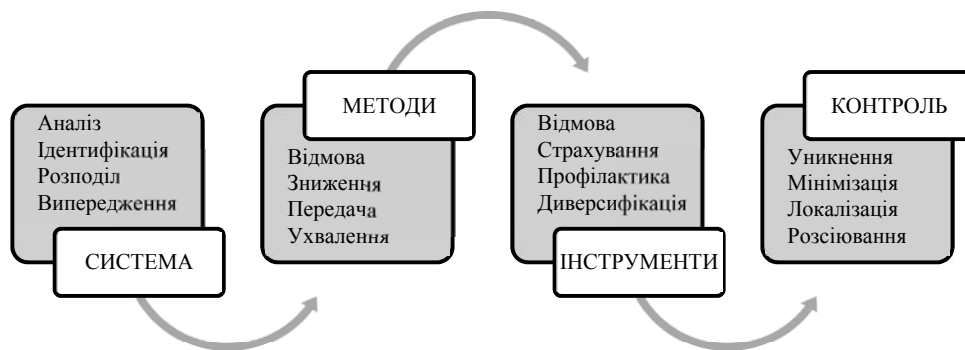 Аналіз
Ідентифікація
Розподіл
Випередження
СИСТЕМА
МЕТОДИ
Відмова
Зниження
Передача
Ухвалення
Відмова
Страхування
Профілактика
Диверсифікація
ІНСТРУМЕНТИ
КОНТРОЛЬ
Уникнення
Мінімізація
Локалізація
Розсіювання